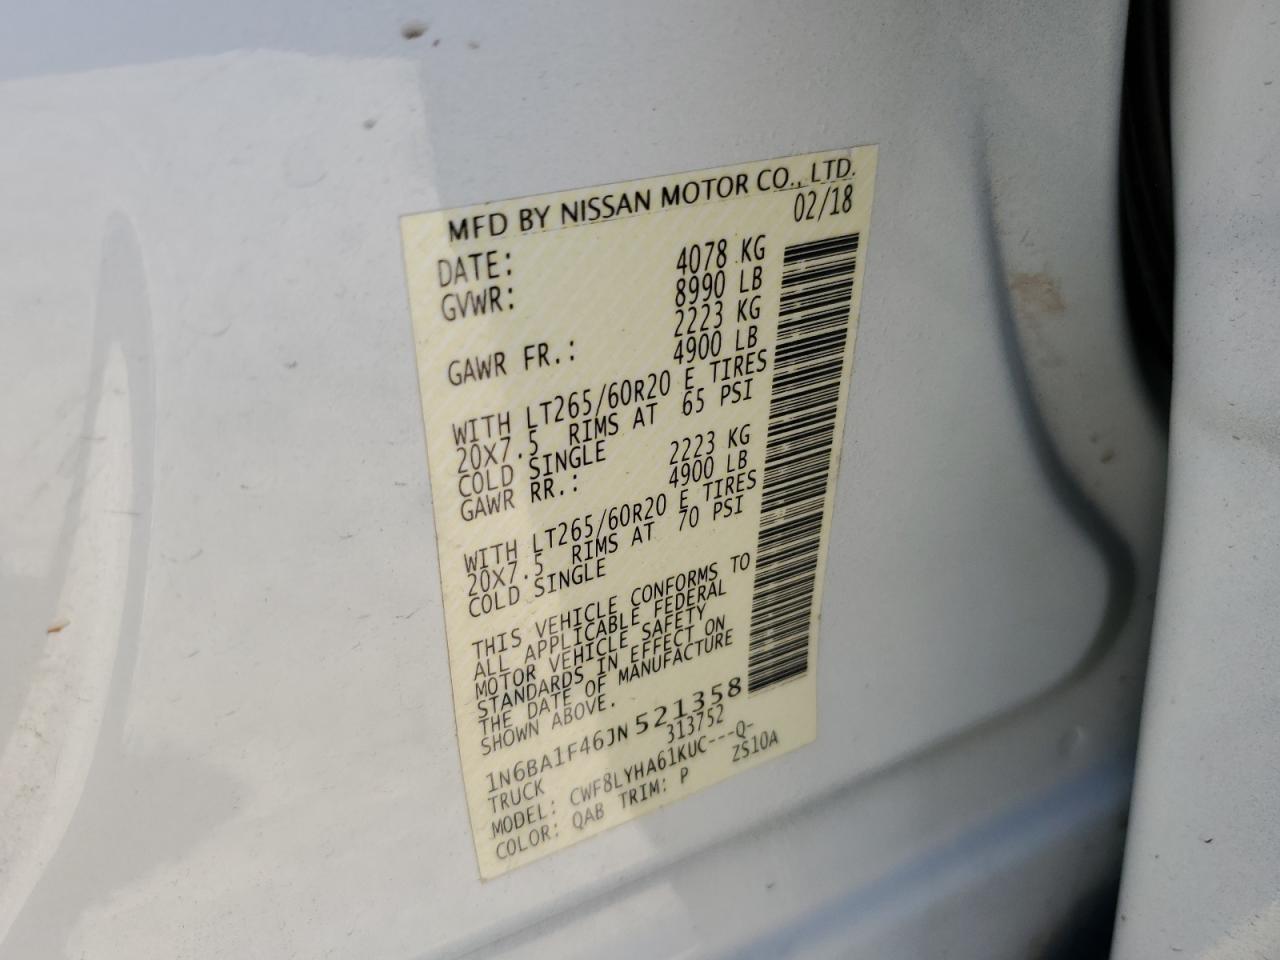 MFD BY NISSAN MOTOR CO., LTD.
DATE: 02/18
GVWR: 4078 KG
8990 LB
GAWR FR.: 2223 KG
4900 LB
WITH LT265/60R20 E TIRES
20X7.5 RIMS AT 65 PSI
COLD SINGLE
GAWR RR.: 2223 KG
4900 LB
WITH LT265/60R20 E TIRES
20X7.5 RIMS AT 70 PSI
COLD SINGLE
THIS VEHICLE CONFORMS TO
ALL APPLICABLE FEDERAL
MOTOR VEHICLE SAFETY
STANDARDS IN EFFECT ON
THE DATE OF MANUFACTURE
SHOWN ABOVE.
1N6BA1F46JN521358
TRUCK 313752
MODEL: CWF8LYHA61KUC---Q-
COLOR: QAB TRIM: P ZS10A